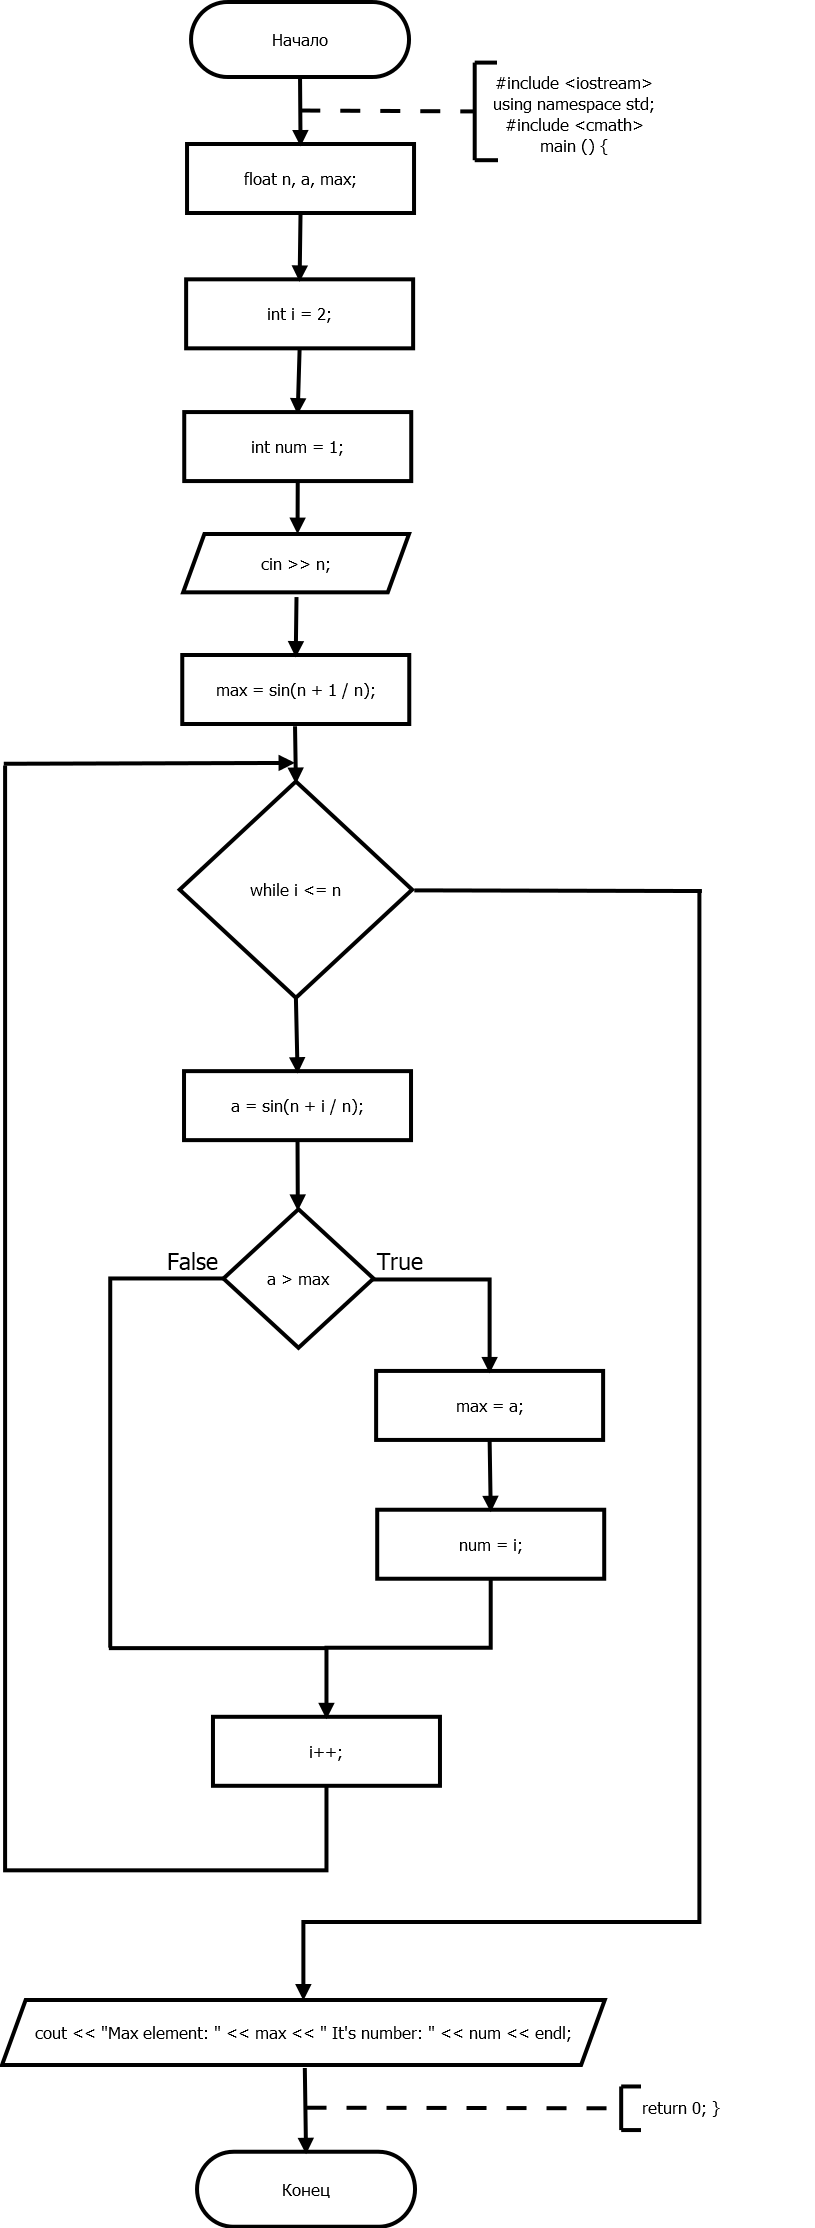 Начало
#include <iostream>
using namespace std;
#include <cmath>
main () {
float n, a, max;
int i = 2;
int num = 1;
cin >> n;
max = sin(n + 1 / n);
while i <= n
a = sin(n + i / n);
False
True
a > max
max = a;
num = i;
i++;
cout << "Max element: " << max << " It's number: " << num << endl;
return 0; }
Конец